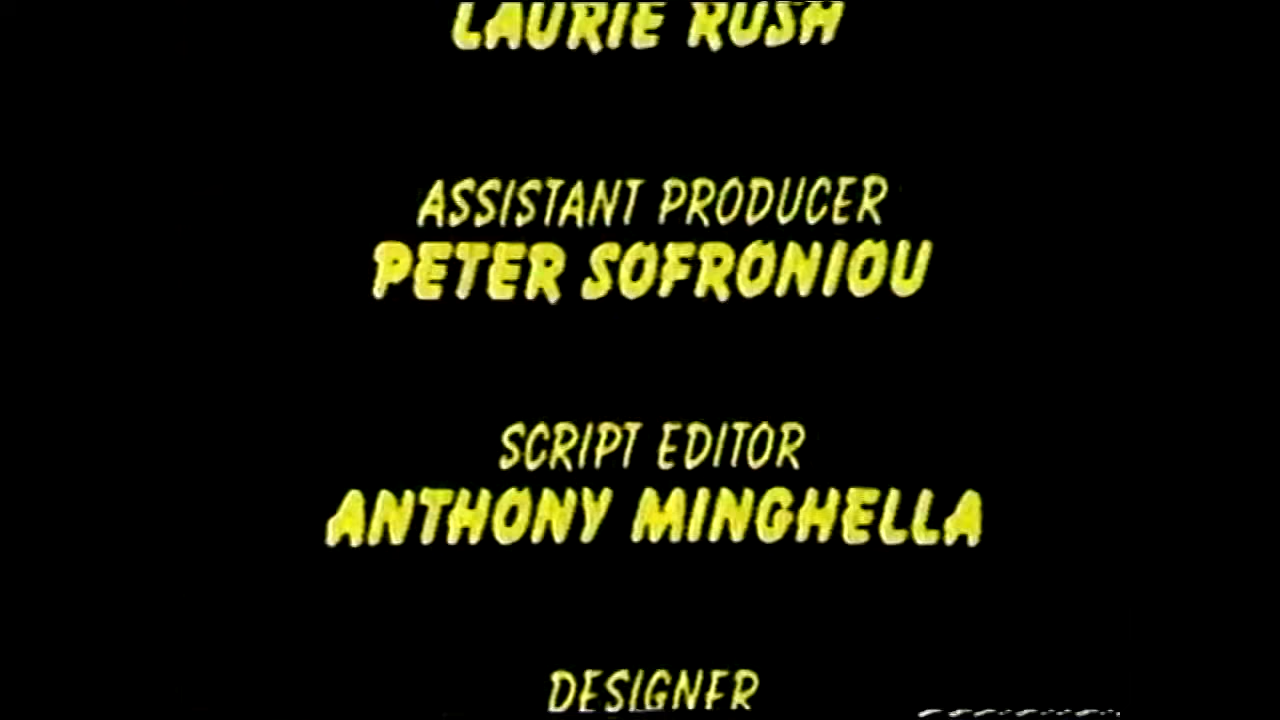 LAURIE RUSH
ASSISTANT PRODUCER
PETER SOFRONIOU
SCRIPT EDITOR
ANTHONY MINGHELLA
DESIGNER